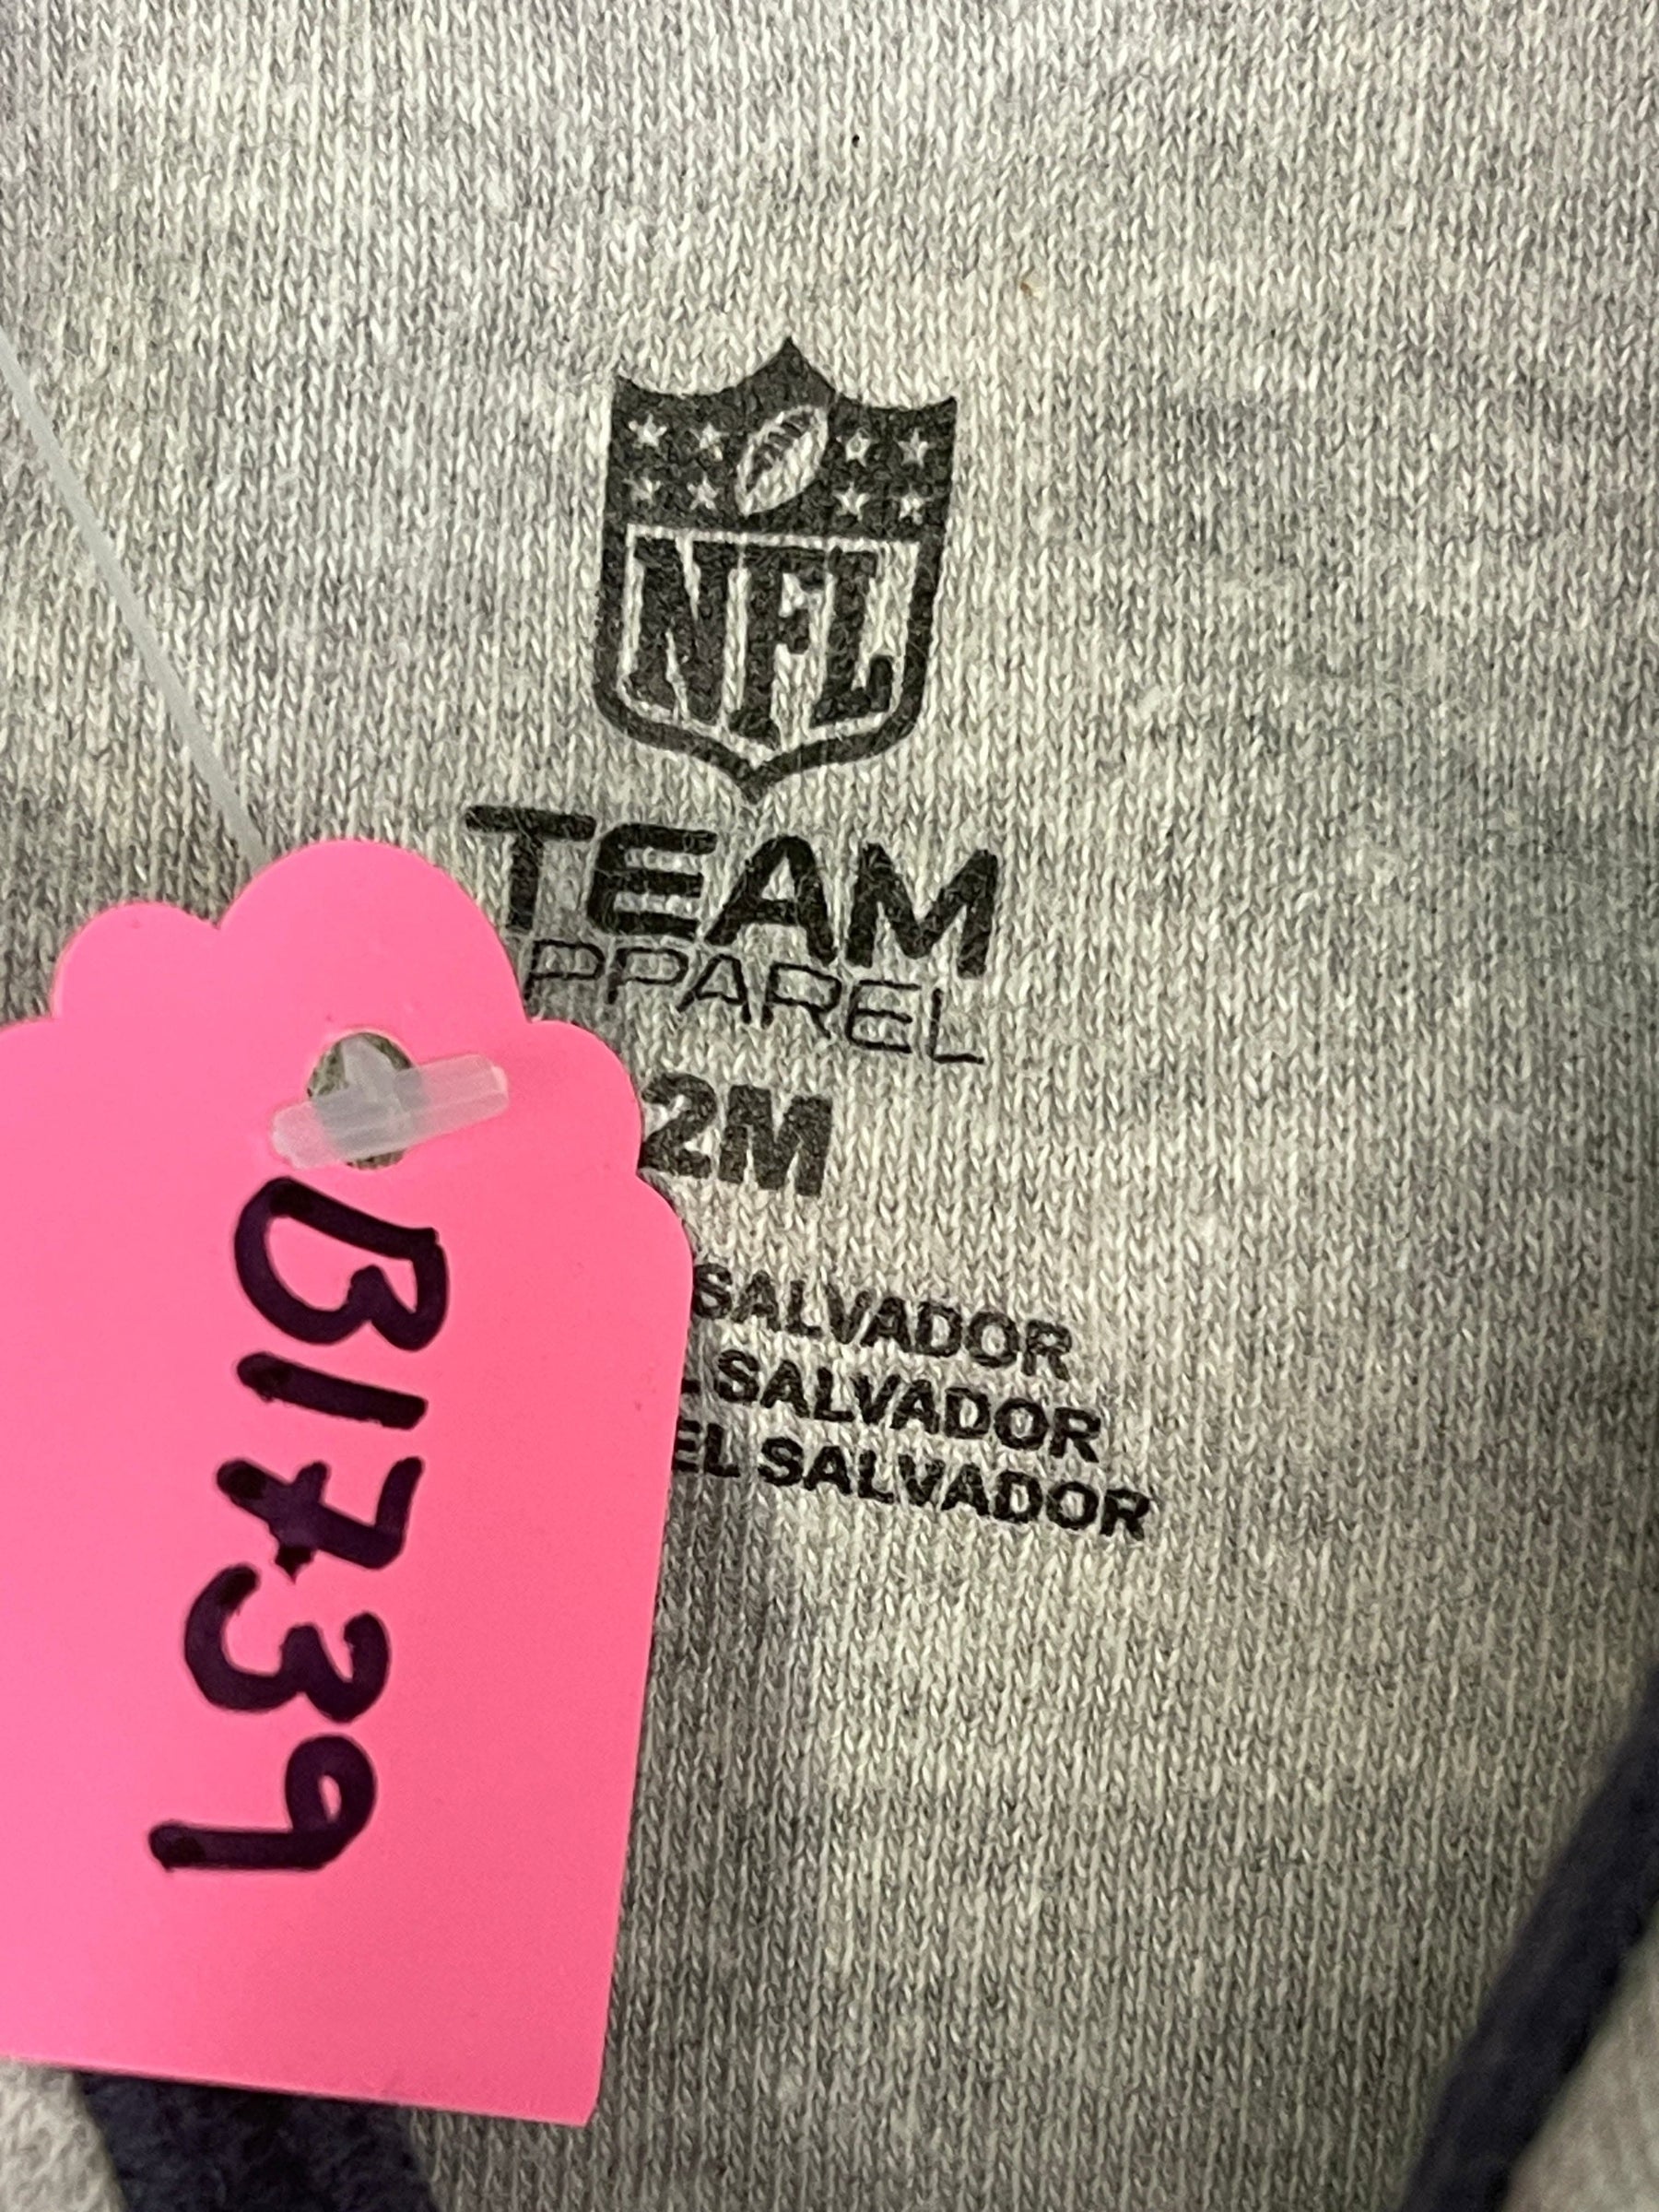 NFL
TEAM
PPAREL
2M
SALVADOR
SALVADOR
EL SALVADOR
B1739